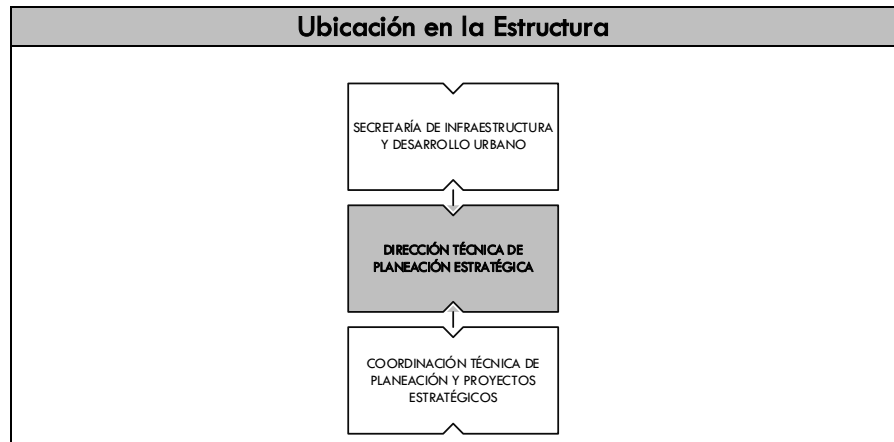 Ubicación en la Estructura
SECRETARÍA DE INFRAESTRUCTURA
Y DESARROLLO URBANO
DIRECCIÓN TÉCNICA DE
PLANEACIÓN ESTRATÉGICA
COORDINACIÓN TÉCNICA DE
PLANEACIÓN Y PROYECTOS
ESTRATÉGICOS